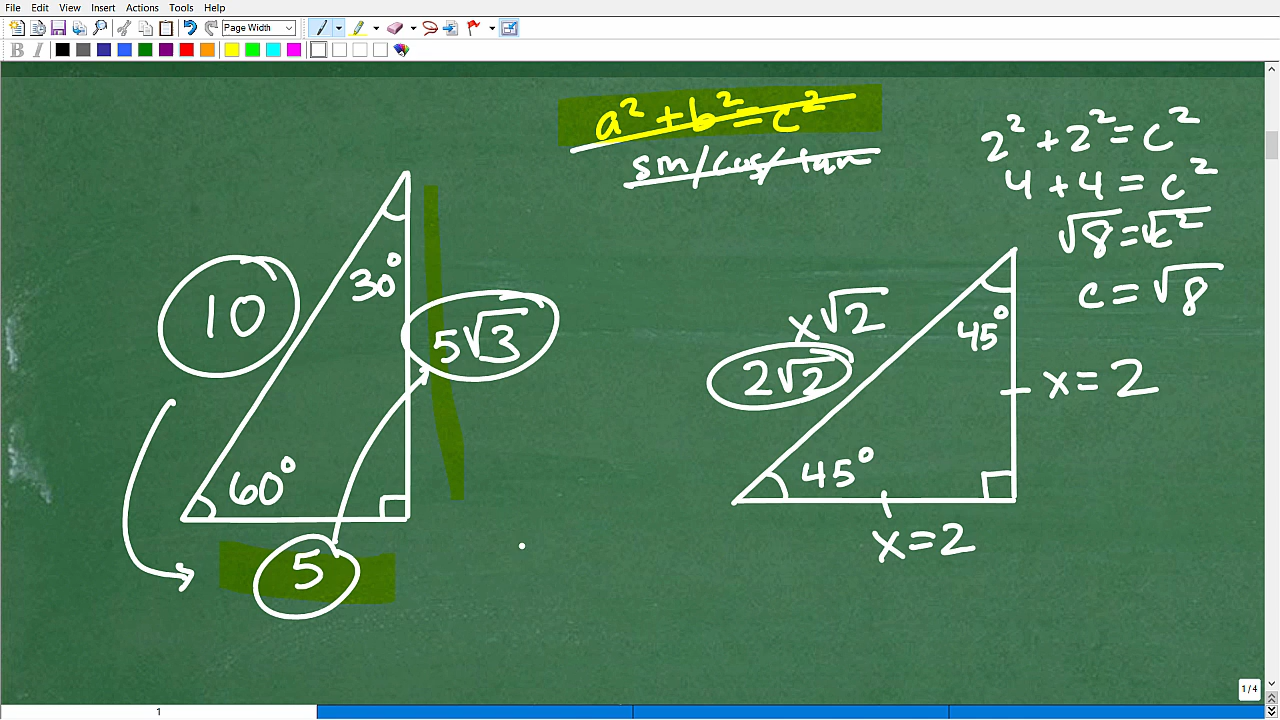 File Edit View Insert Actions Tools Help
Page Width
B I
a² + b² = c²
sin/cos/tan
2² + 2² = c²
4 + 4 = c²
√8 = √c²
c = √8
30°
10
5√3
60°
5
x√2
2√2
45°
x = 2
45°
x = 2
1/4
1